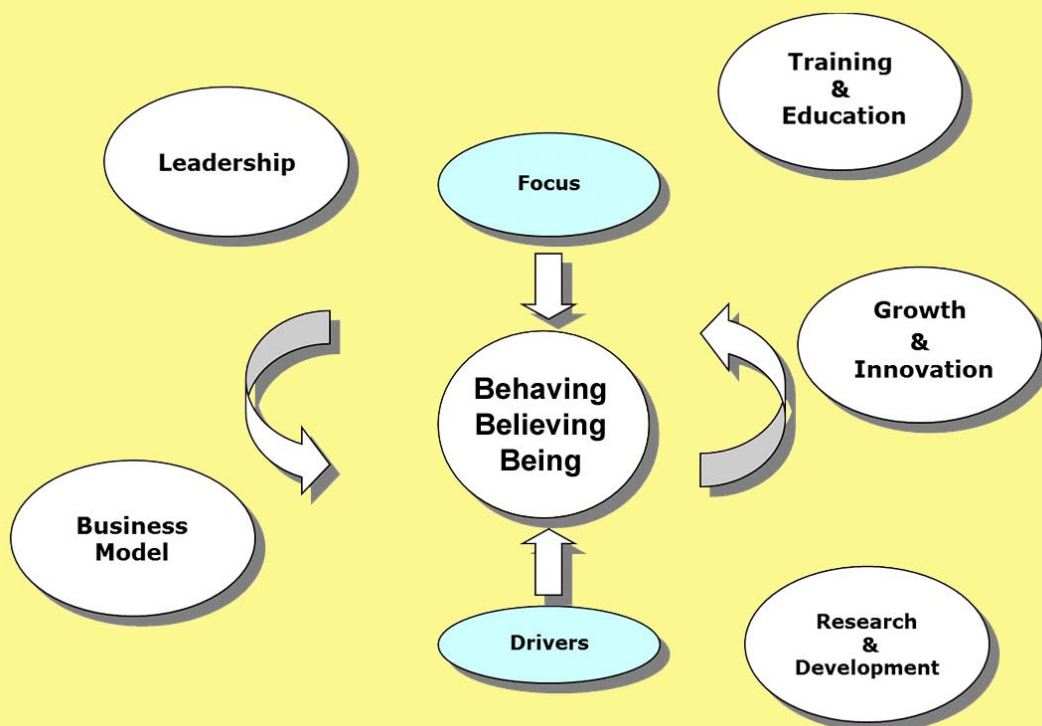 Training
&
Education
Leadership
Focus
Growth
&
Innovation
Behaving
Believing
Being
Business
Model
Drivers
Research
&
Development